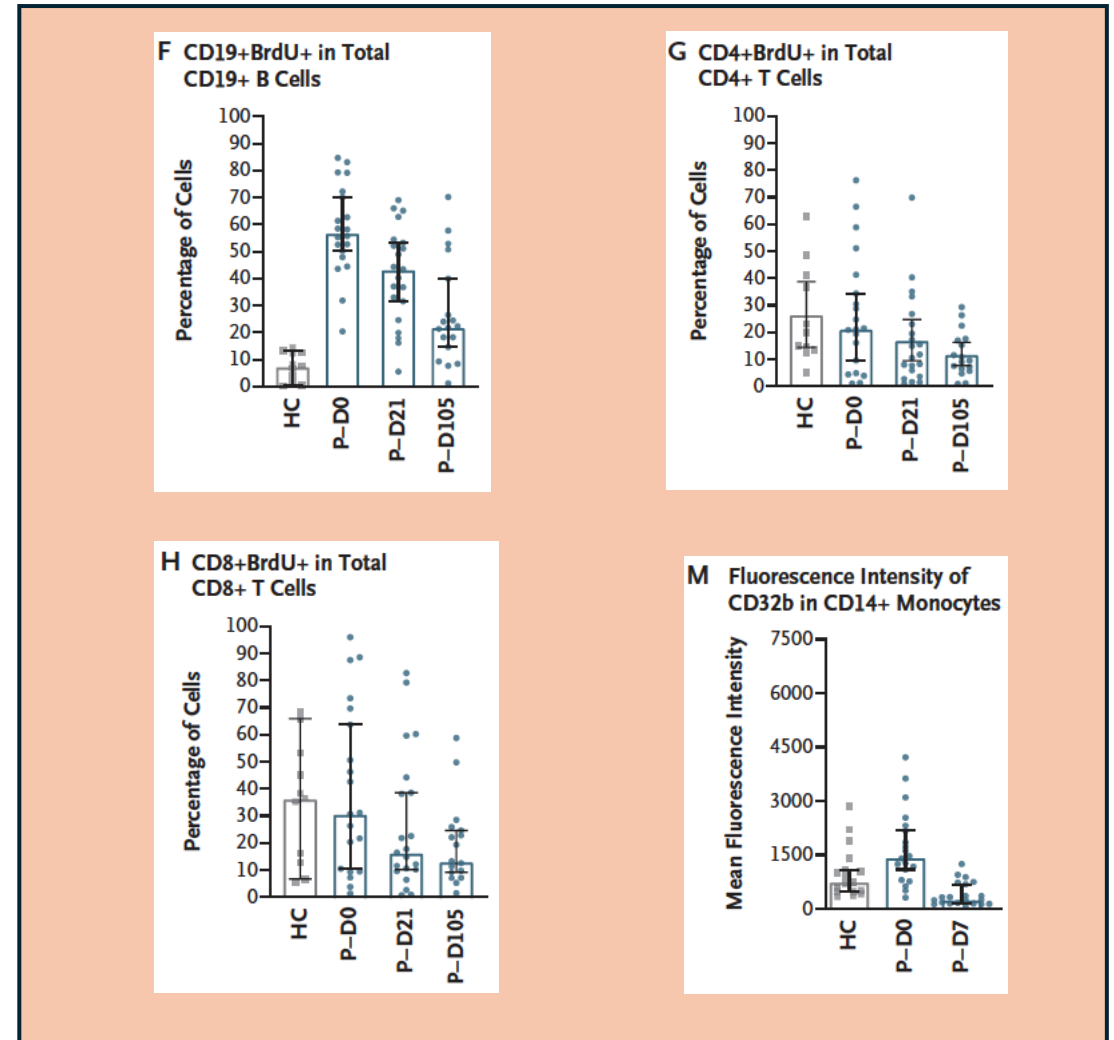 F CD19+BrdU+ in Total
CD19+ B Cells
Percentage of Cells
100
90
80
70
60
50
40
30
20
10
0
HC
P–D0
P–D21
P–D105
G CD4+BrdU+ in Total
CD4+ T Cells
Percentage of Cells
100
90
80
70
60
50
40
30
20
10
0
HC
P–D0
P–D21
P–D105
H CD8+BrdU+ in Total
CD8+ T Cells
Percentage of Cells
100
90
80
70
60
50
40
30
20
10
0
HC
P–D0
P–D21
P–D105
M Fluorescence Intensity of
CD32b in CD14+ Monocytes
Mean Fluorescence Intensity
7500
6000
4500
3000
1500
0
HC
P–D0
P–D7